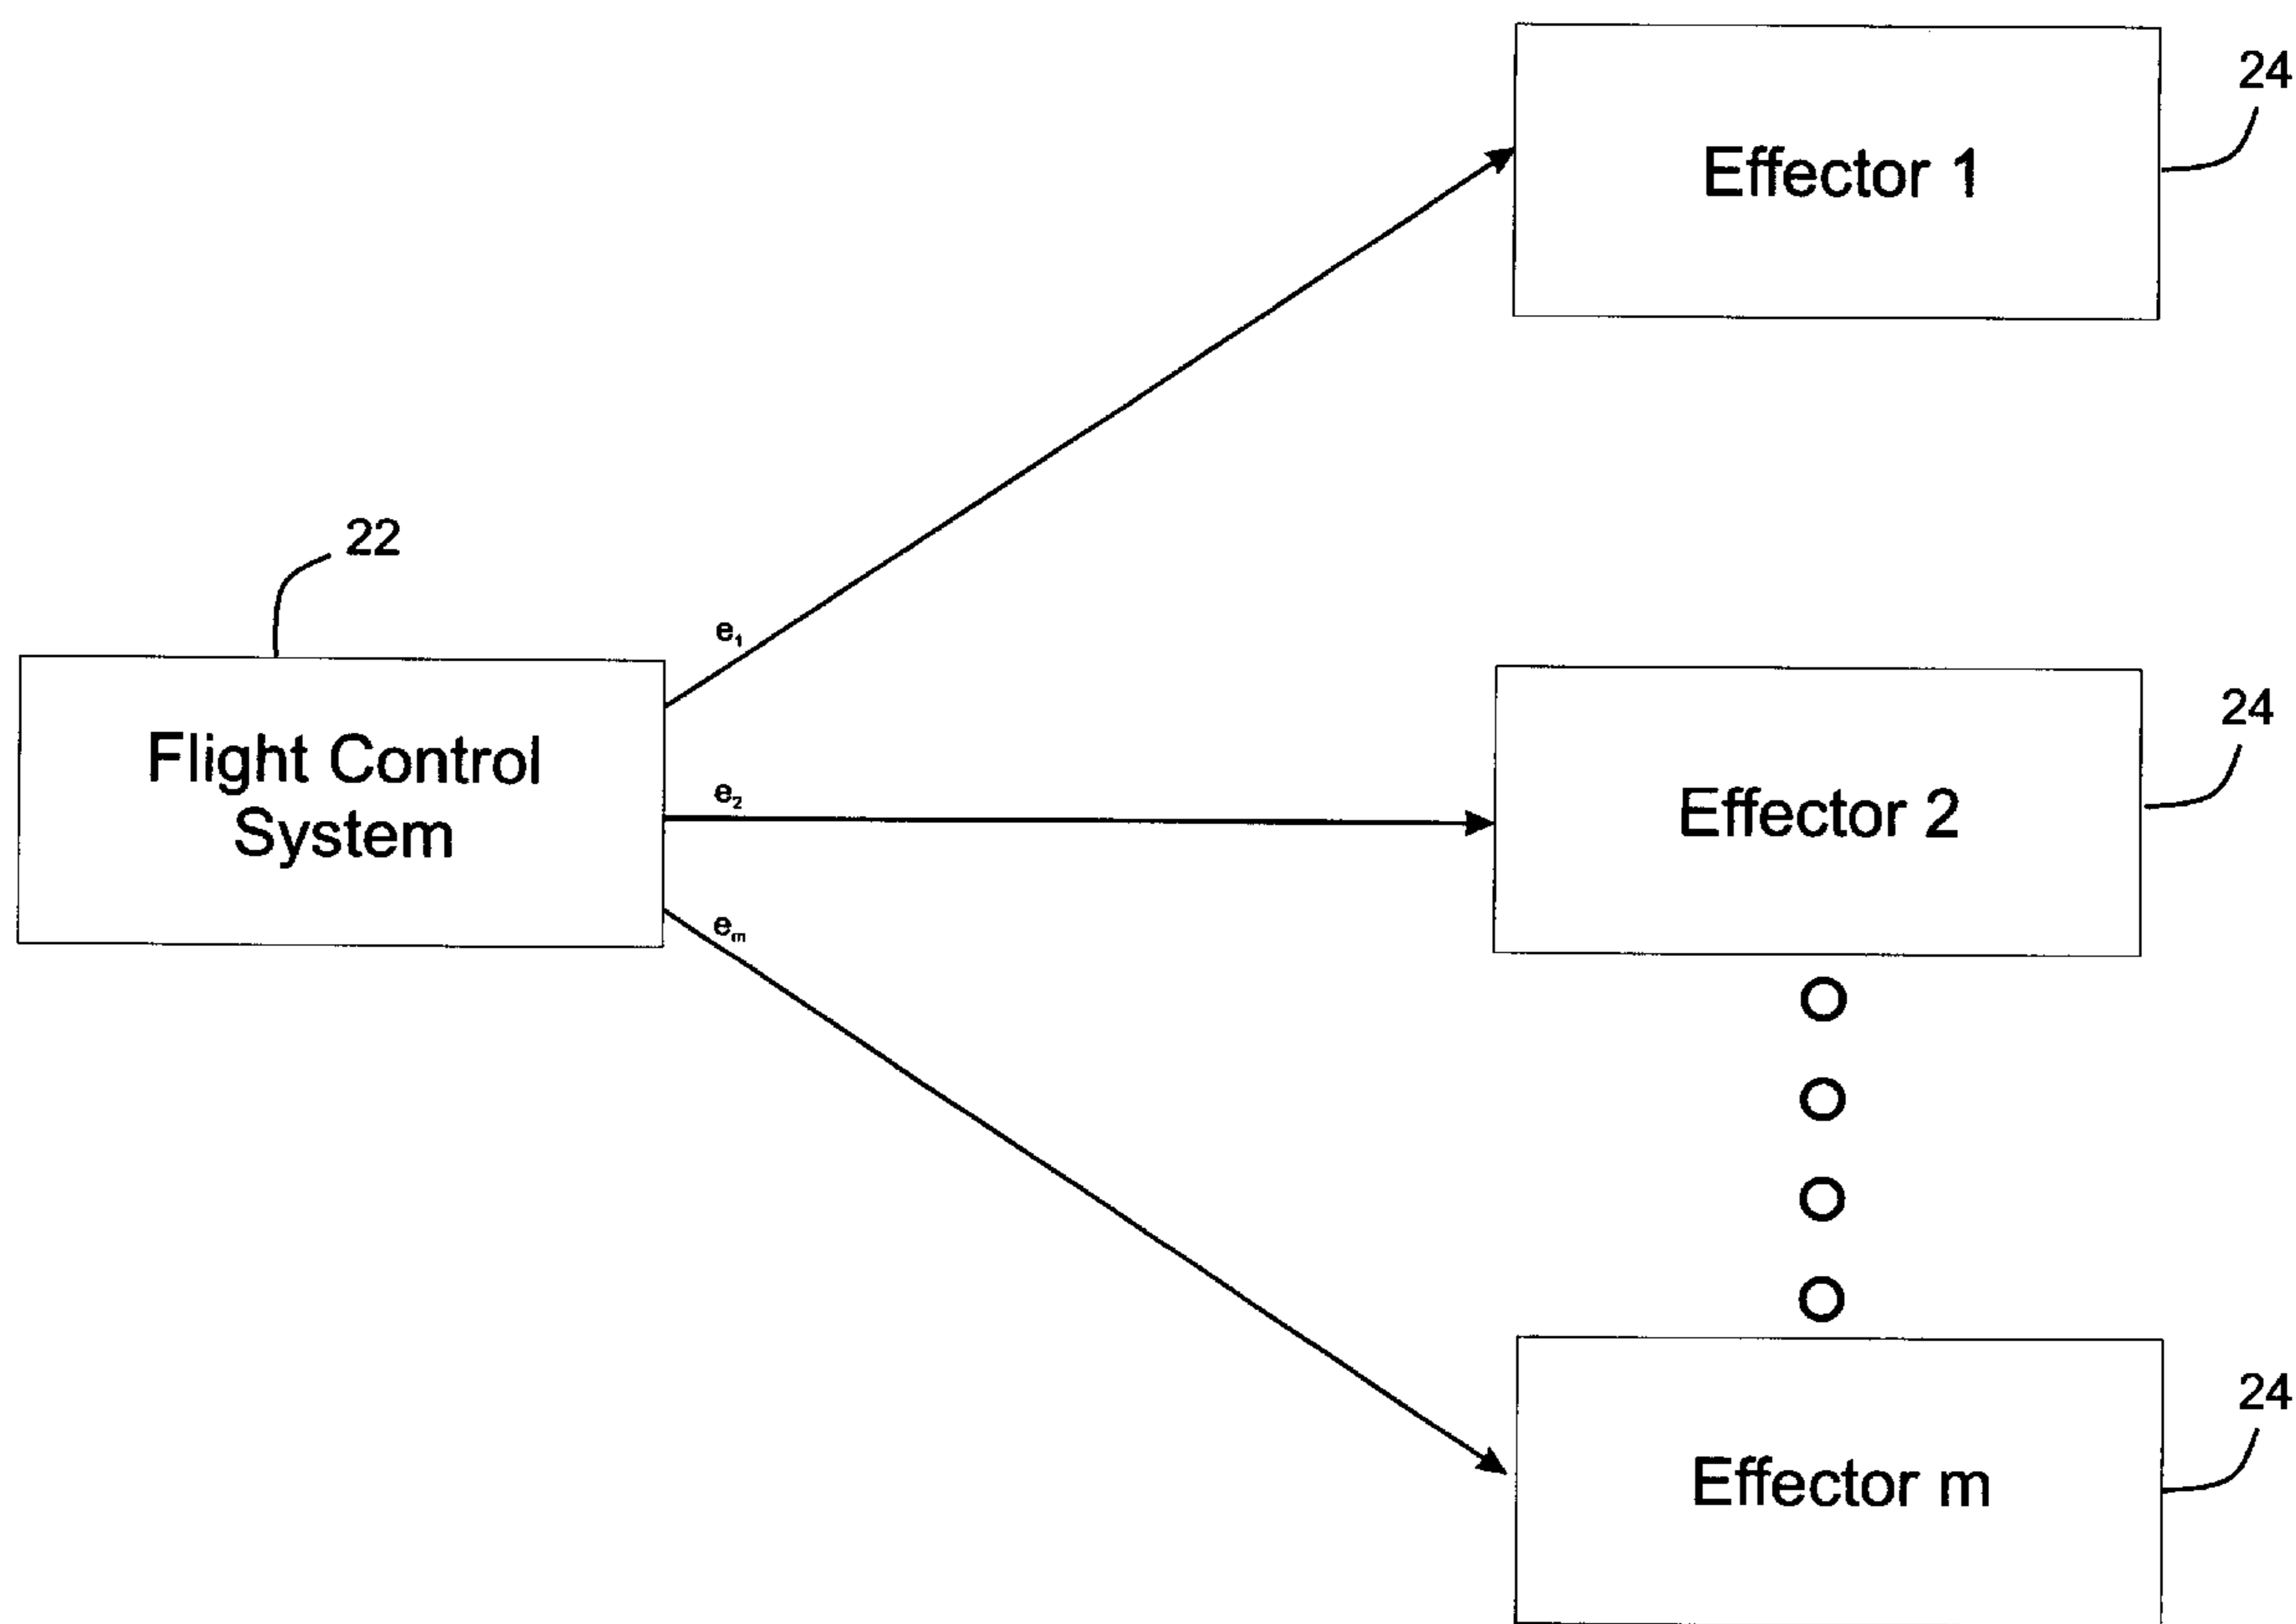 24
Effector 1
22
e₁
Flight Control
System
e₂
24
Effector 2
eₘ
24
Effector m